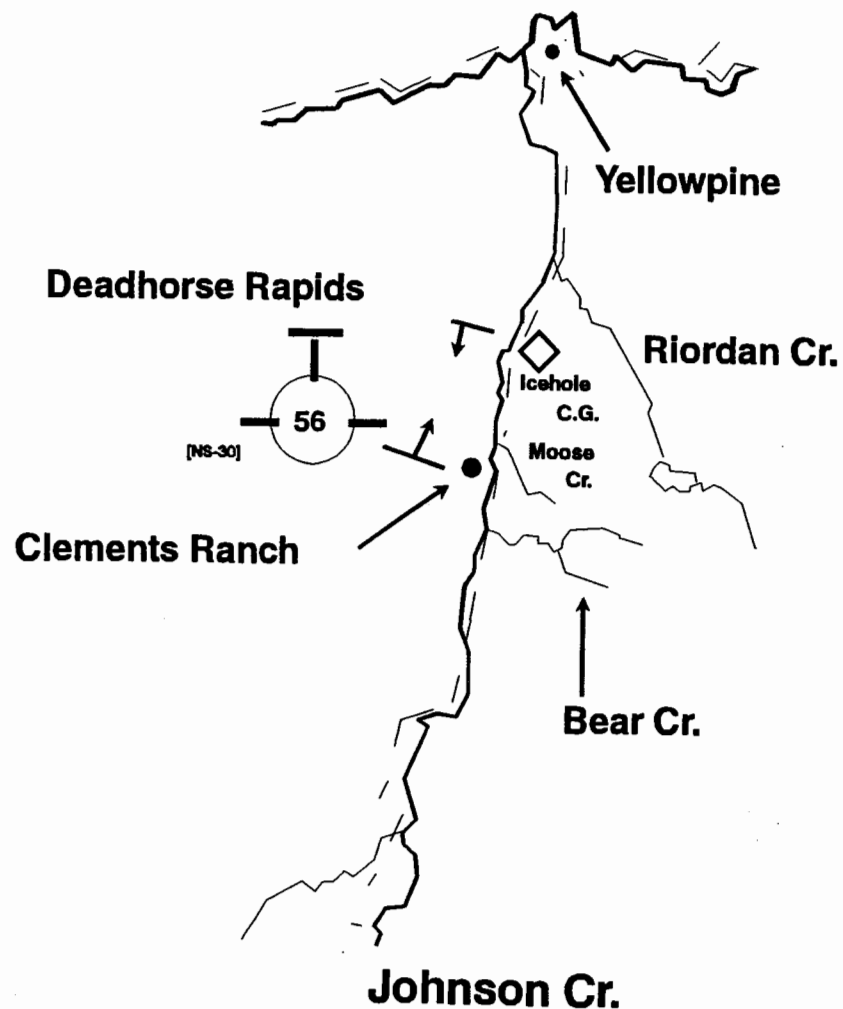 Yellowpine
Deadhorse Rapids
Riordan Cr.
Icehole
C.G.
56
[NS-30]
Moose
Cr.
Clements Ranch
Bear Cr.
Johnson Cr.